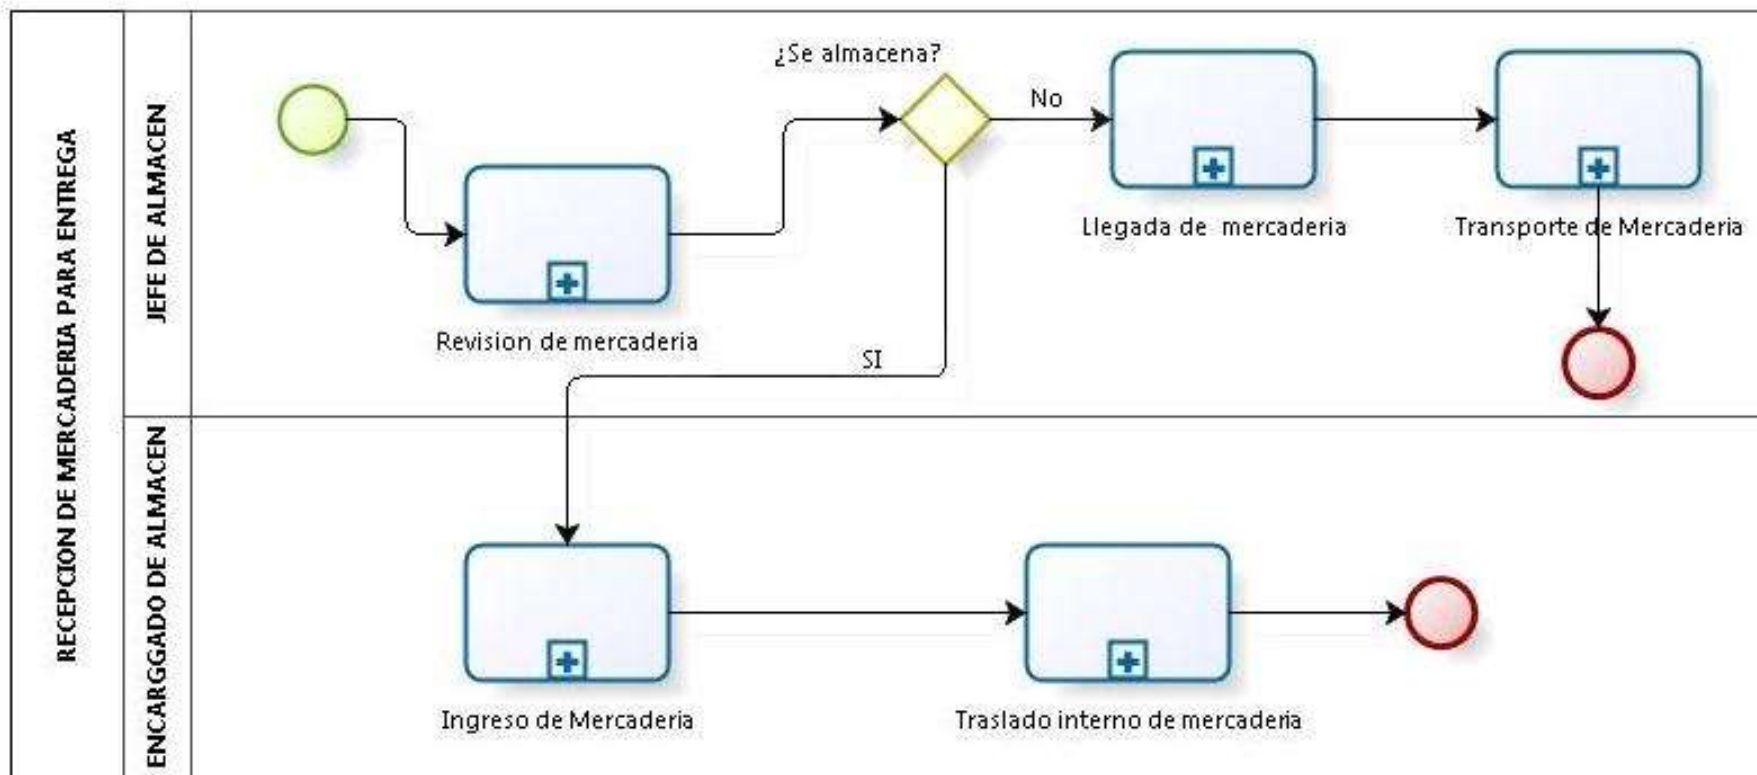 RECEPCION DE MERCADERIA PARA ENTREGA
JEFE DE ALMACEN
¿Se almacena?
No
Llegada de mercaderia
Transporte de Mercaderia
Revision de mercaderia
SI
ENCARGGADO DE ALMACEN
Ingreso de Mercaderia
Traslado interno de mercaderia